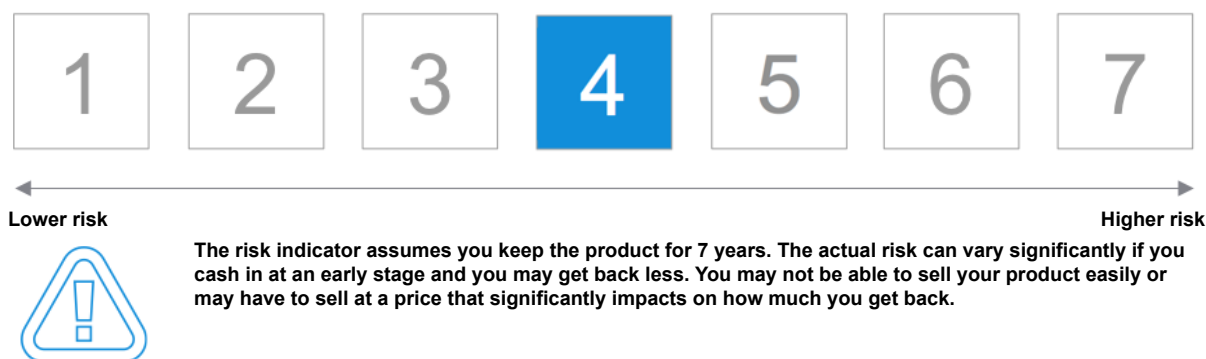 1 2 3 4 5 6 7
Lower risk Higher risk
The risk indicator assumes you keep the product for 7 years. The actual risk can vary significantly if you
cash in at an early stage and you may get back less. You may not be able to sell your product easily or
may have to sell at a price that significantly impacts on how much you get back.